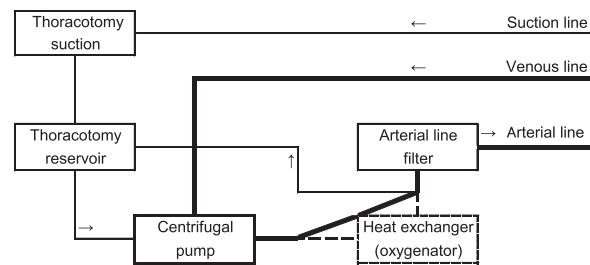 Thoracotomy
suction
← Suction line
← Venous line
Thoracotomy
reservoir
↑
Arterial line
filter
→ Arterial line
→
Centrifugal
pump
Heat exchanger
(oxygenator)